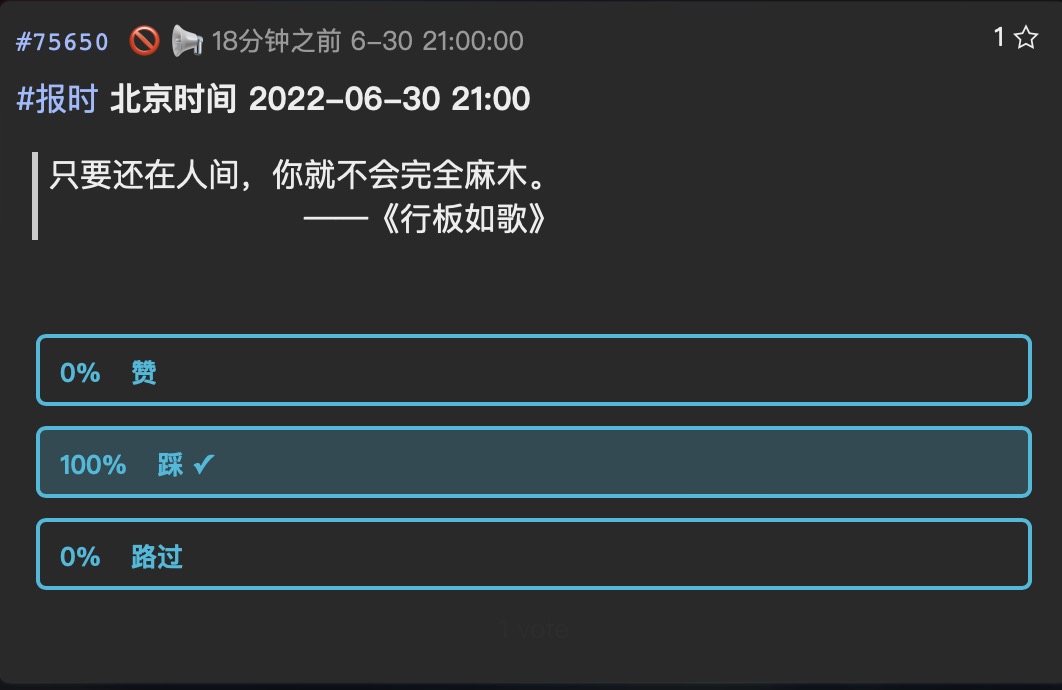 #75650 18分钟之前 6-30 21:00:00 1
#报时 北京时间 2022-06-30 21:00
只要还在人间，你就不会完全麻木。
——《行板如歌》
0% 赞
100% 踩 ✓
0% 路过
1 vote